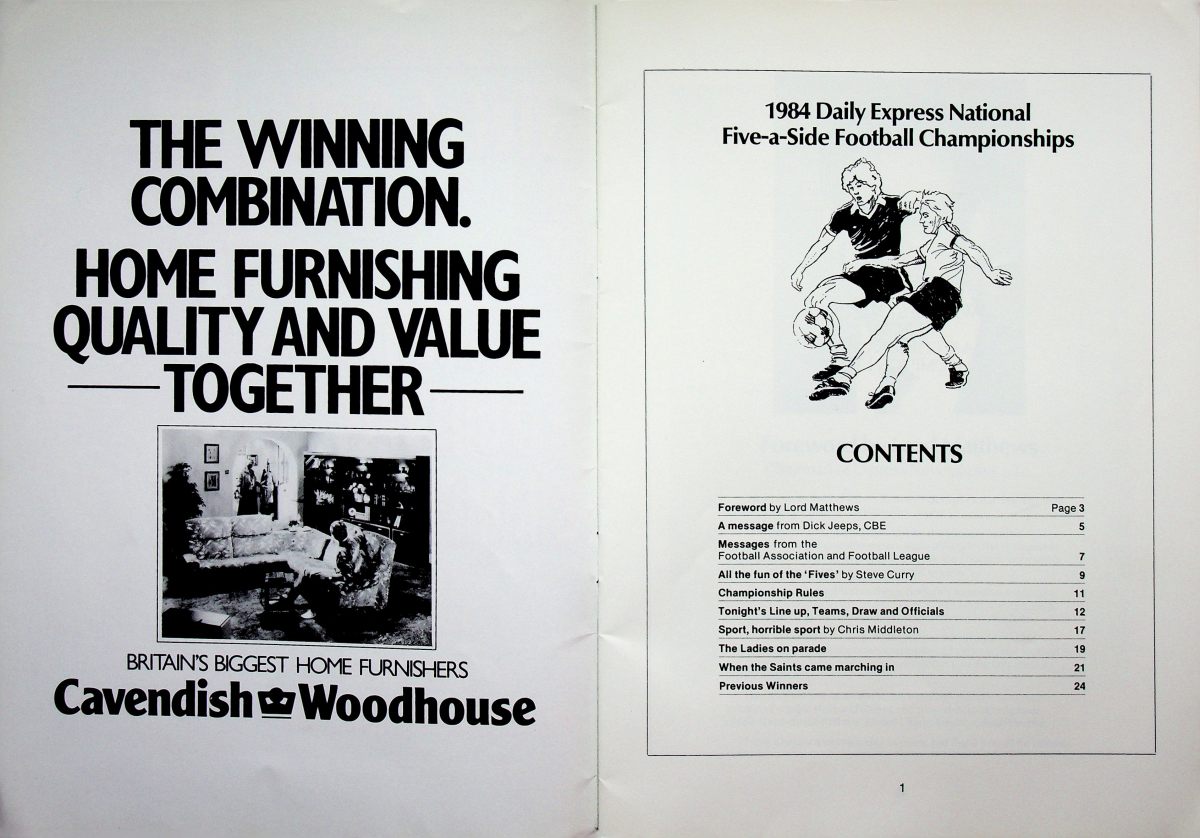 THE WINNING
COMBINATION.
HOME FURNISHING
QUALITY AND VALUE
TOGETHER
BRITAIN'S BIGGEST HOME FURNISHERS
Cavendish Woodhouse
1984 Daily Express National
Five-a-Side Football Championships
CONTENTS
Foreword by Lord Matthews Page 3
A message from Dick Jeeps, CBE 5
Messages from the
Football Association and Football League 7
All the fun of the 'Fives' by Steve Curry 9
Championship Rules 11
Tonight's Line up, Teams, Draw and Officials 12
Sport, horrible sport by Chris Middleton 17
The Ladies on parade 19
When the Saints came marching in 21
Previous Winners 24
1